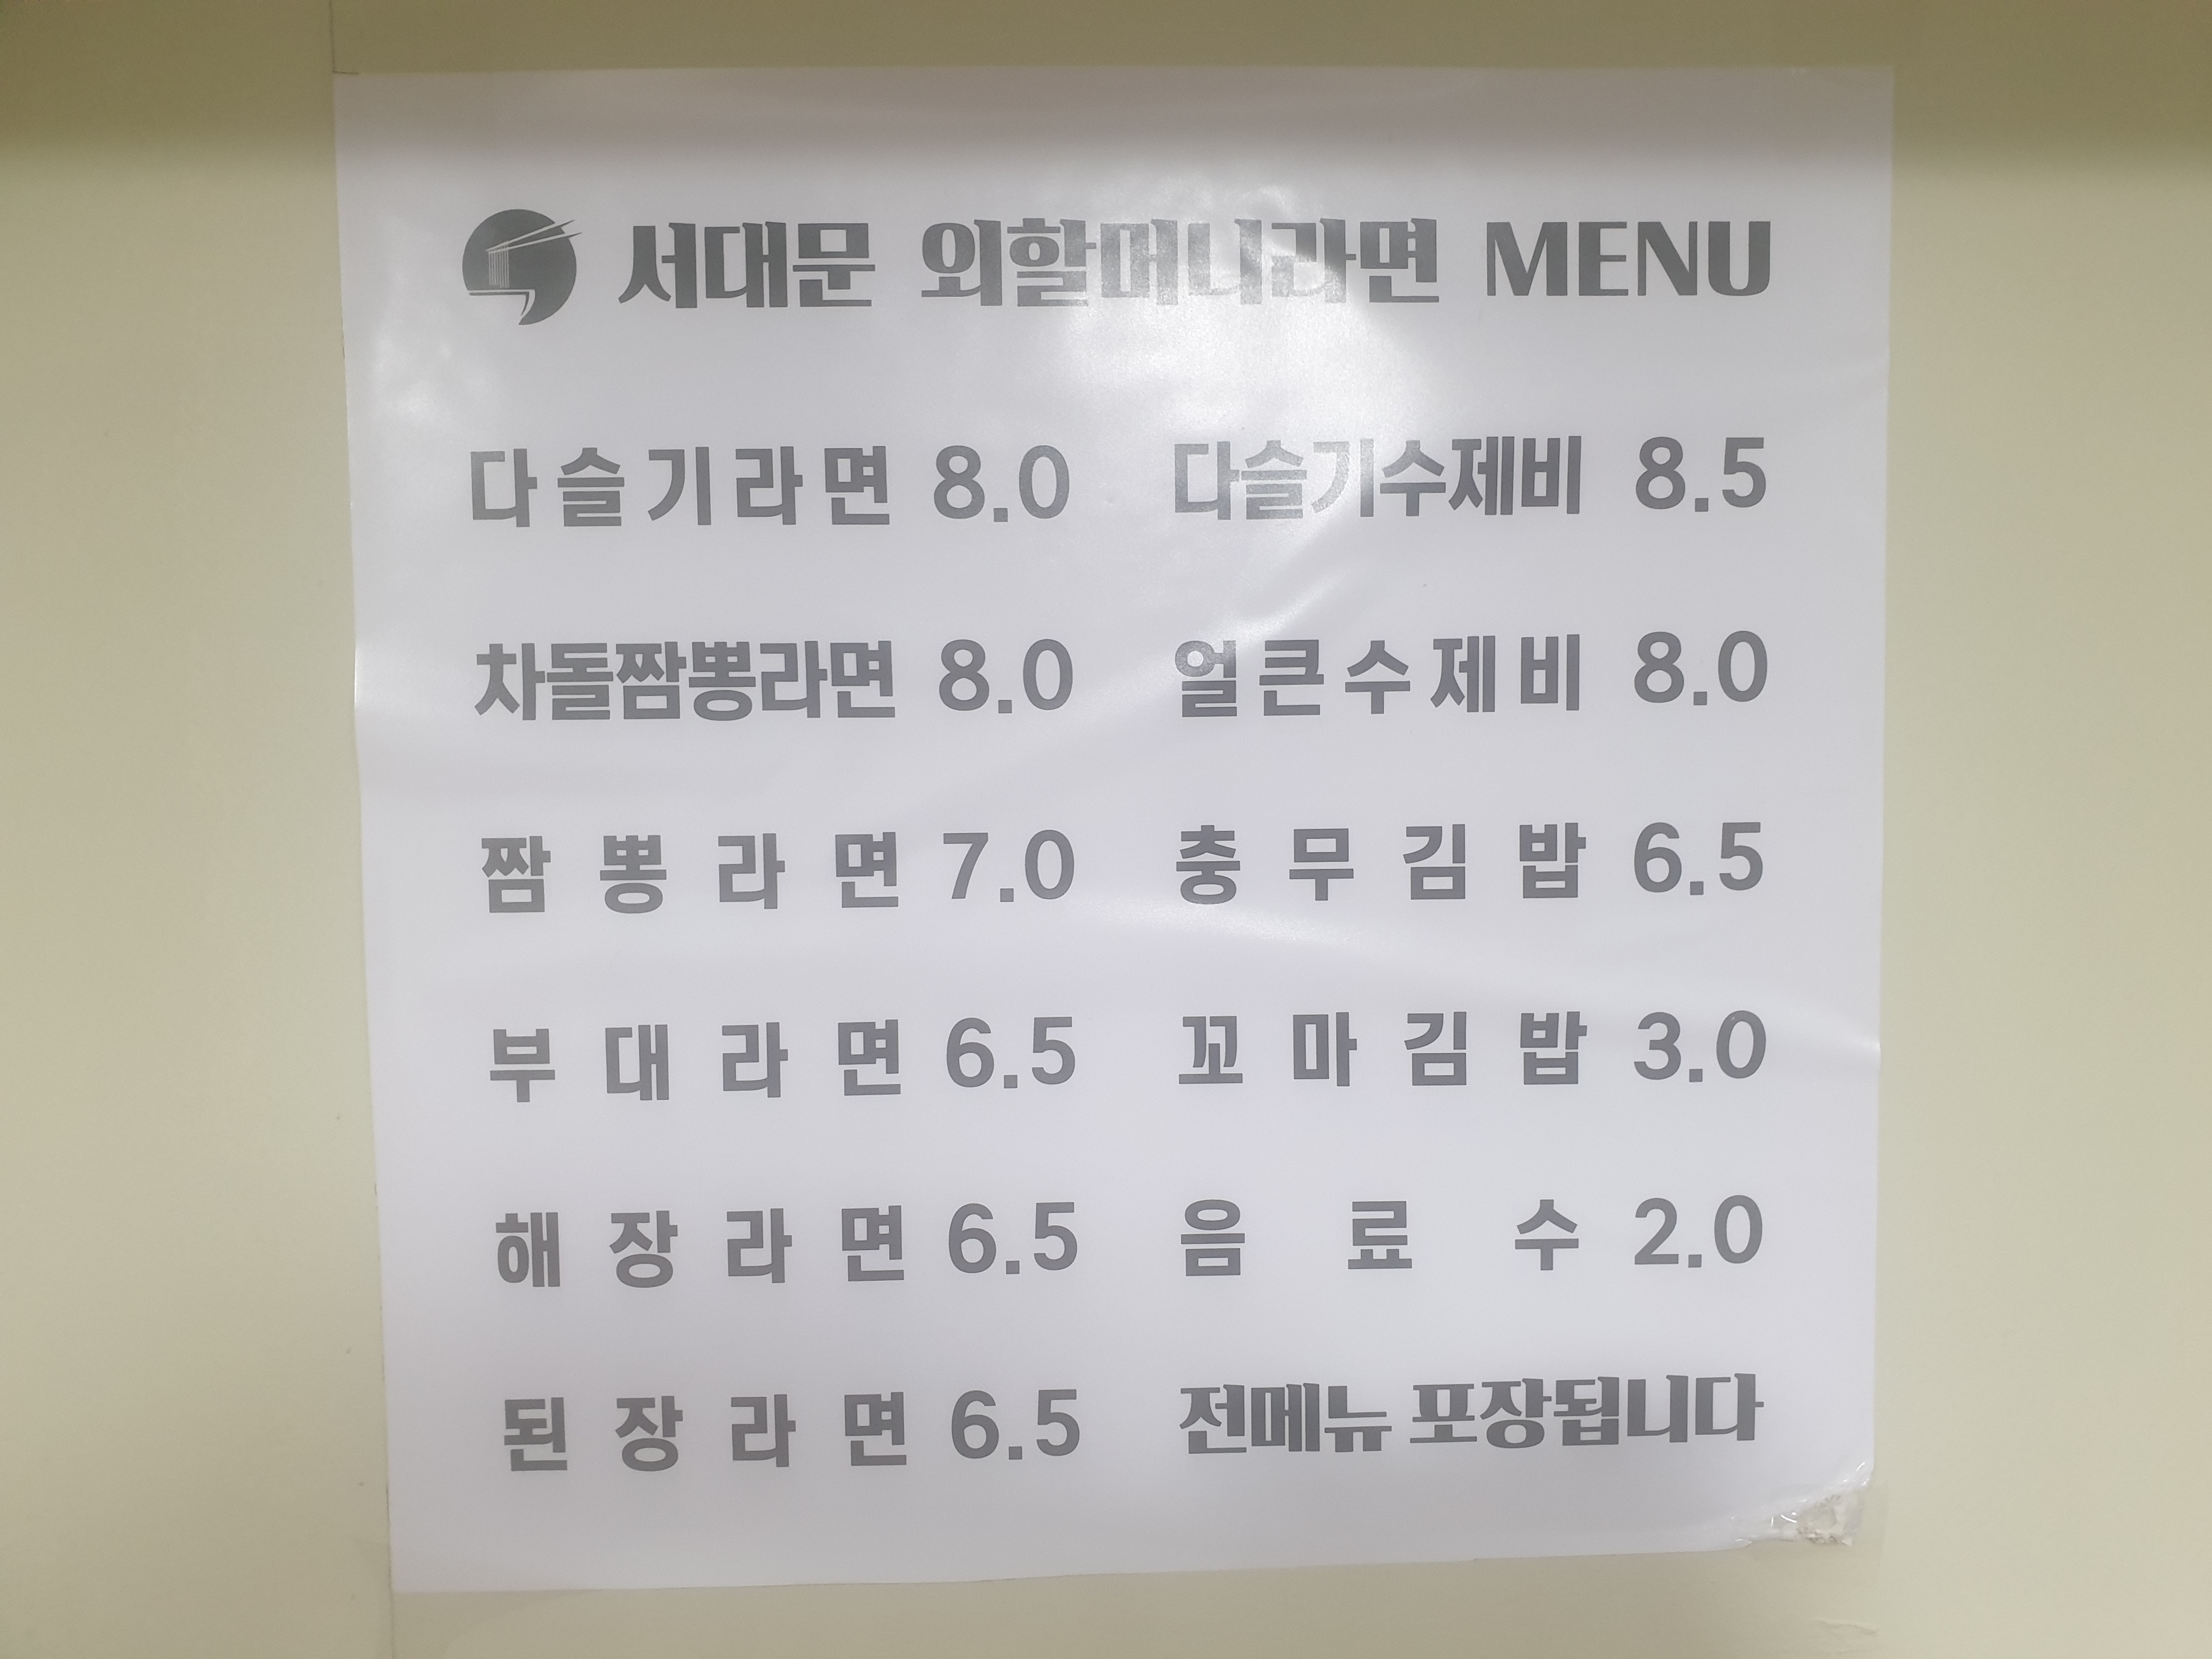 서대문 외할머니라면 MENU
다슬기라면 8.0
차돌짬뽕라면 8.0
짬뽕라면 7.0
부대라면 6.5
해장라면 6.5
된장라면 6.5
다슬기수제비 8.5
얼큰수제비 8.0
충무김밥 6.5
꼬마김밥 3.0
음료수 2.0
전메뉴 포장됩니다